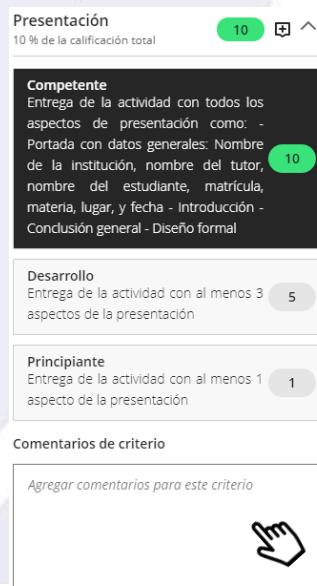 Presentación
10
10 % de la calificación total
Competente
Entrega de la actividad con todos los
aspectos de presentación como: -
Portada con datos generales: Nombre
de la institución, nombre del tutor,
10
nombre del estudiante, matrícula,
materia, lugar, y fecha - Introducción -
Conclusión general - Diseño formal
Desarrollo
Entrega de la actividad con al menos 3
5
aspectos de la presentación
Principiante
Entrega de la actividad con al menos 1
1
aspecto de la presentación
Comentarios de criterio
Agregar comentarios para este criterio